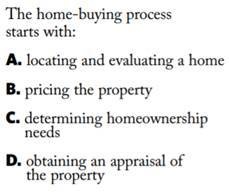 The home-buying process
starts with:
A. locating and evaluating a home
B. pricing the property
C. determining homeownership
needs
D. obtaining an appraisal of
the property